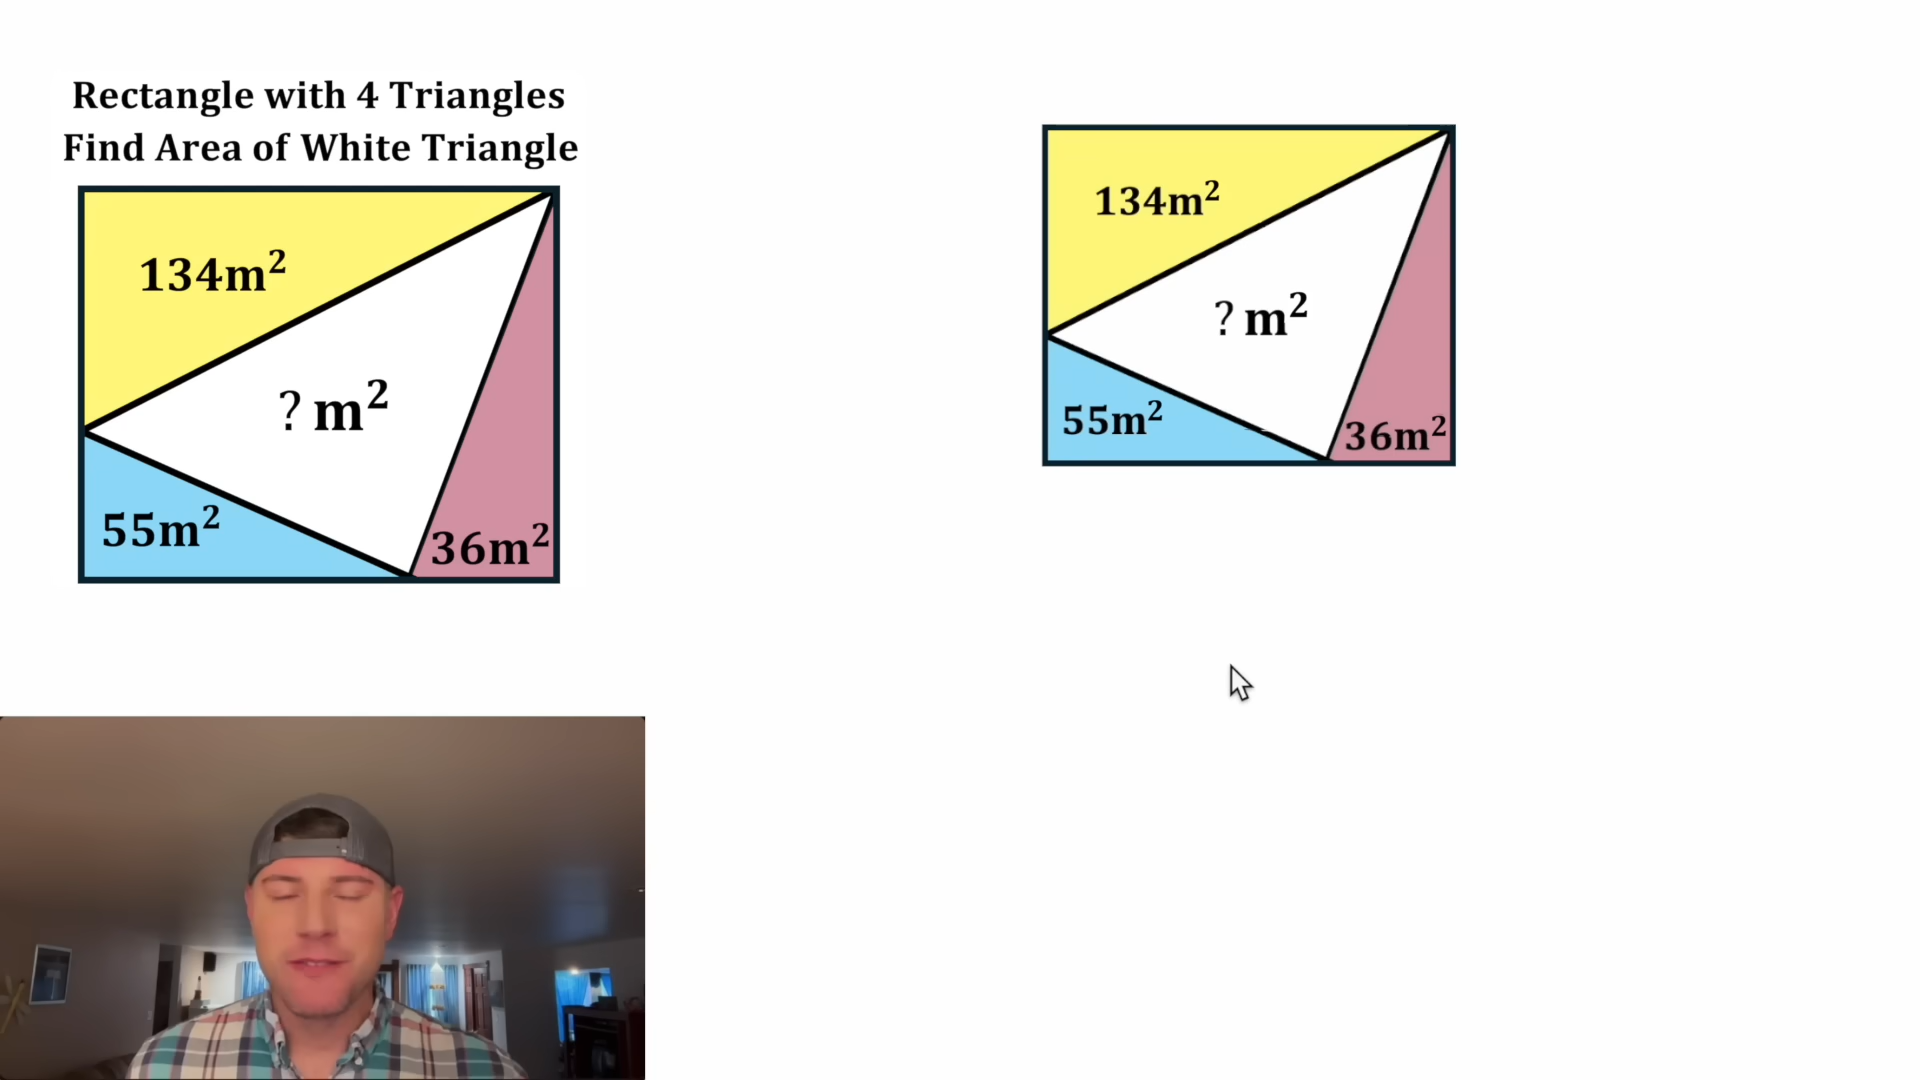 Rectangle with 4 Triangles
Find Area of White Triangle
134m²
? m²
55m²
36m²
134m²
? m²
55m²
36m²